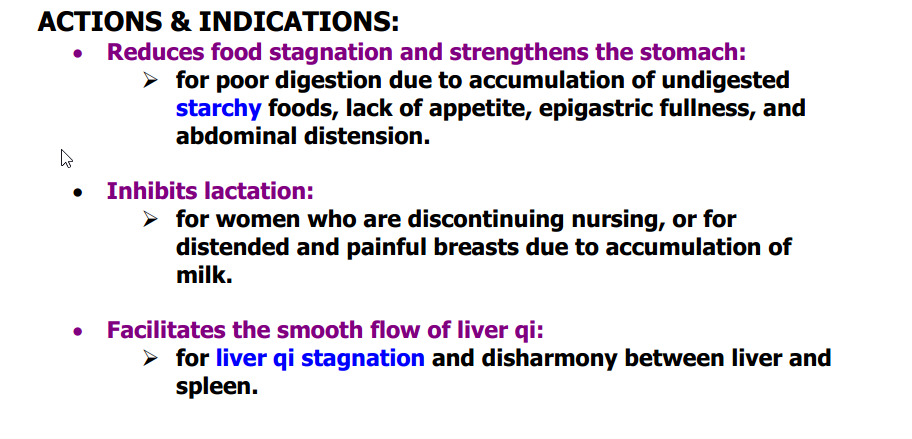 ACTIONS & INDICATIONS:
• Reduces food stagnation and strengthens the stomach:
➢ for poor digestion due to accumulation of undigested
starchy foods, lack of appetite, epigastric fullness, and
abdominal distension.
• Inhibits lactation:
➢ for women who are discontinuing nursing, or for
distended and painful breasts due to accumulation of
milk.
• Facilitates the smooth flow of liver qi:
➢ for liver qi stagnation and disharmony between liver and
spleen.